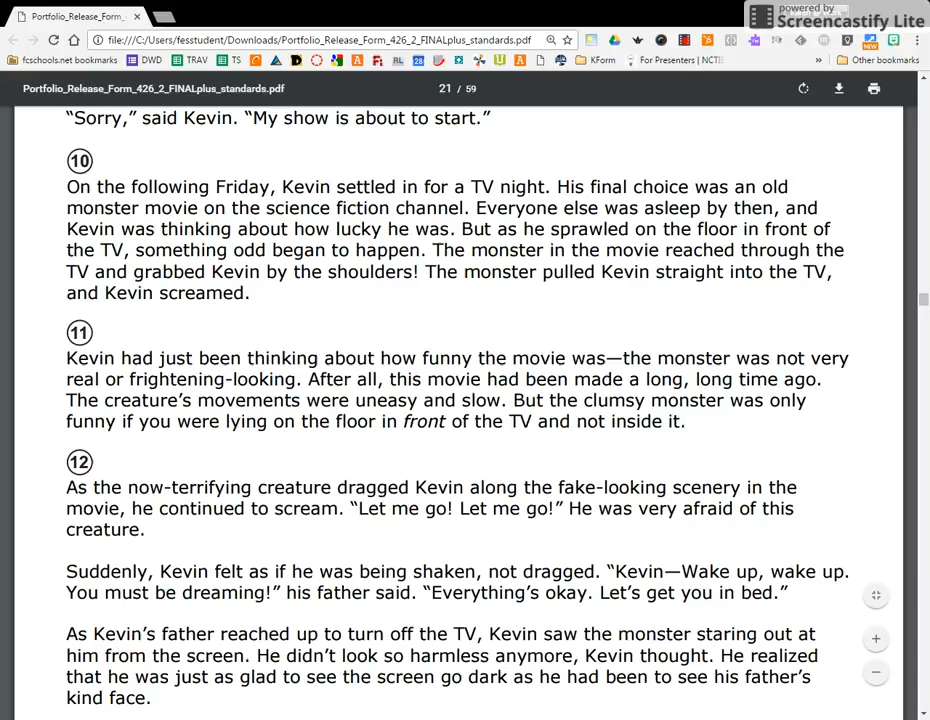 Portfolio_Release_Form_
powered by
Screencastify Lite
file:///C:/Users/fesstudent/Downloads/Portfolio_Release_Form_426_2_FINALplus_standards.pdf
fcschools.net bookmarks DWD TRAV TS KForm For Presenters | NCTI » Other bookmarks
Portfolio_Release_Form_426_2_FINALplus_standards.pdf 21 / 59
“Sorry,” said Kevin. “My show is about to start.”
10
On the following Friday, Kevin settled in for a TV night. His final choice was an old
monster movie on the science fiction channel. Everyone else was asleep by then, and
Kevin was thinking about how lucky he was. But as he sprawled on the floor in front of
the TV, something odd began to happen. The monster in the movie reached through the
TV and grabbed Kevin by the shoulders! The monster pulled Kevin straight into the TV,
and Kevin screamed.
11
Kevin had just been thinking about how funny the movie was—the monster was not very
real or frightening-looking. After all, this movie had been made a long, long time ago.
The creature’s movements were uneasy and slow. But the clumsy monster was only
funny if you were lying on the floor in front of the TV and not inside it.
12
As the now-terrifying creature dragged Kevin along the fake-looking scenery in the
movie, he continued to scream. “Let me go! Let me go!” He was very afraid of this
creature.
Suddenly, Kevin felt as if he was being shaken, not dragged. “Kevin—Wake up, wake up.
You must be dreaming!” his father said. “Everything’s okay. Let’s get you in bed.”
As Kevin’s father reached up to turn off the TV, Kevin saw the monster staring out at
him from the screen. He didn’t look so harmless anymore, Kevin thought. He realized
that he was just as glad to see the screen go dark as he had been to see his father’s
kind face.